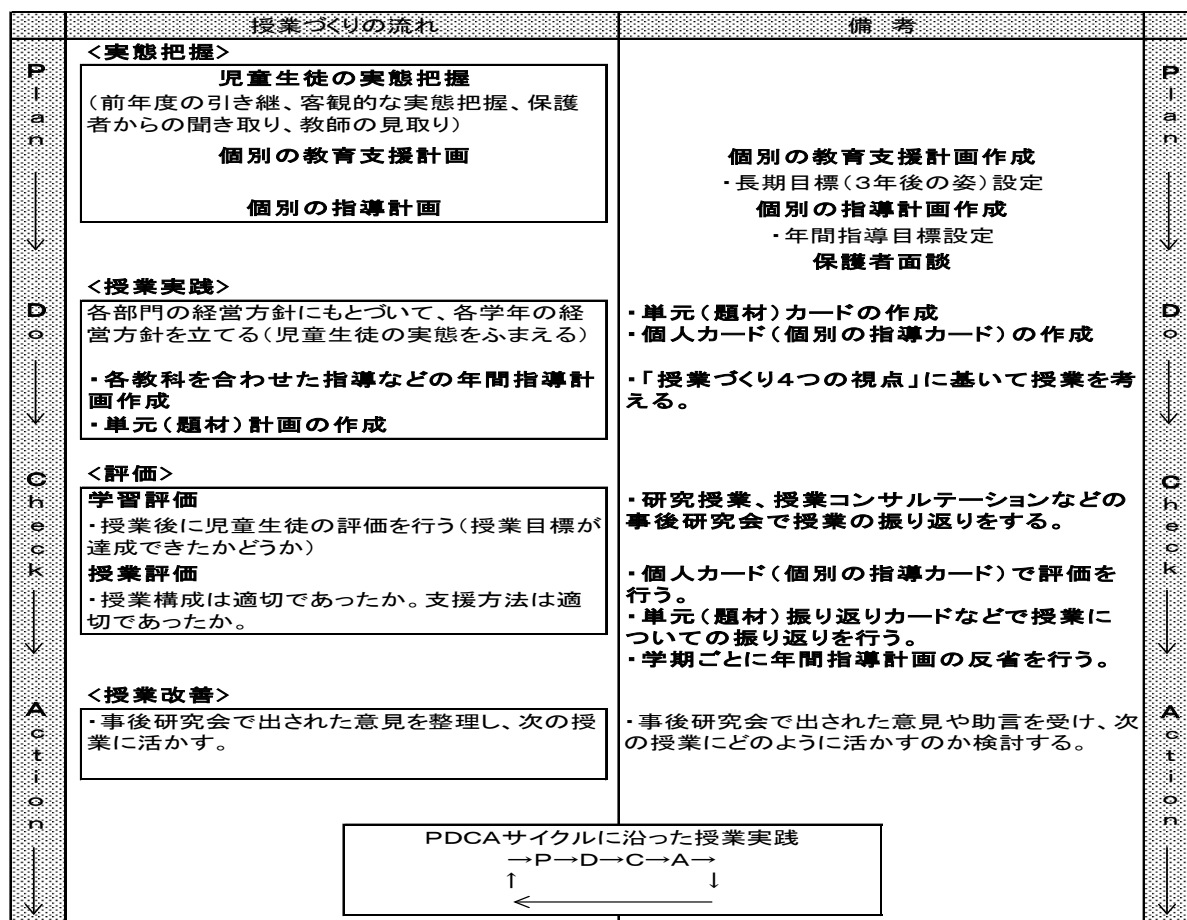 授業づくりの流れ
備　考
Plan
↓
Do
↓
Check
↓
Action
↓
＜実態把握＞
児童生徒の実態把握
（前年度の引き継、客観的な実態把握、保護
者からの聞き取り、教師の見取り）
個別の教育支援計画
個別の指導計画
個別の教育支援計画作成
・長期目標（３年後の姿）設定
個別の指導計画作成
・年間指導目標設定
保護者面談
＜授業実践＞
各部門の経営方針にもとづいて、各学年の経
営方針を立てる（児童生徒の実態をふまえる）
・各教科を合わせた指導などの年間指導計
画作成
・単元（題材）計画の作成
・単元（題材）カードの作成
・個人カード（個別の指導カード）の作成
・「授業づくり４つの視点」に基いて授業を考
える。
＜評価＞
学習評価
・授業後に児童生徒の評価を行う（授業目標が
達成できたかどうか）
授業評価
・授業構成は適切であったか。支援方法は適
切であったか。
・研究授業、授業コンサルテーションなどの
事後研究会で授業の振り返りをする。
・個人カード（個別の指導カード）で評価を
行う。
・単元（題材）振り返りカードなどで授業に
ついての振り返りを行う。
・学期ごとに年間指導計画の反省を行う。
＜授業改善＞
・事後研究会で出された意見を整理し、次の授
業に活かす。
・事後研究会で出された意見や助言を受け、次
の授業にどのように活かすのか検討する。
Plan
↓
Do
↓
Check
↓
Action
↓
PDCAサイクルに沿った授業実践
→P→D→C→A→
↑　↓
←